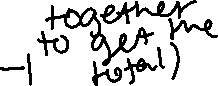 together
to get the
-1 total)